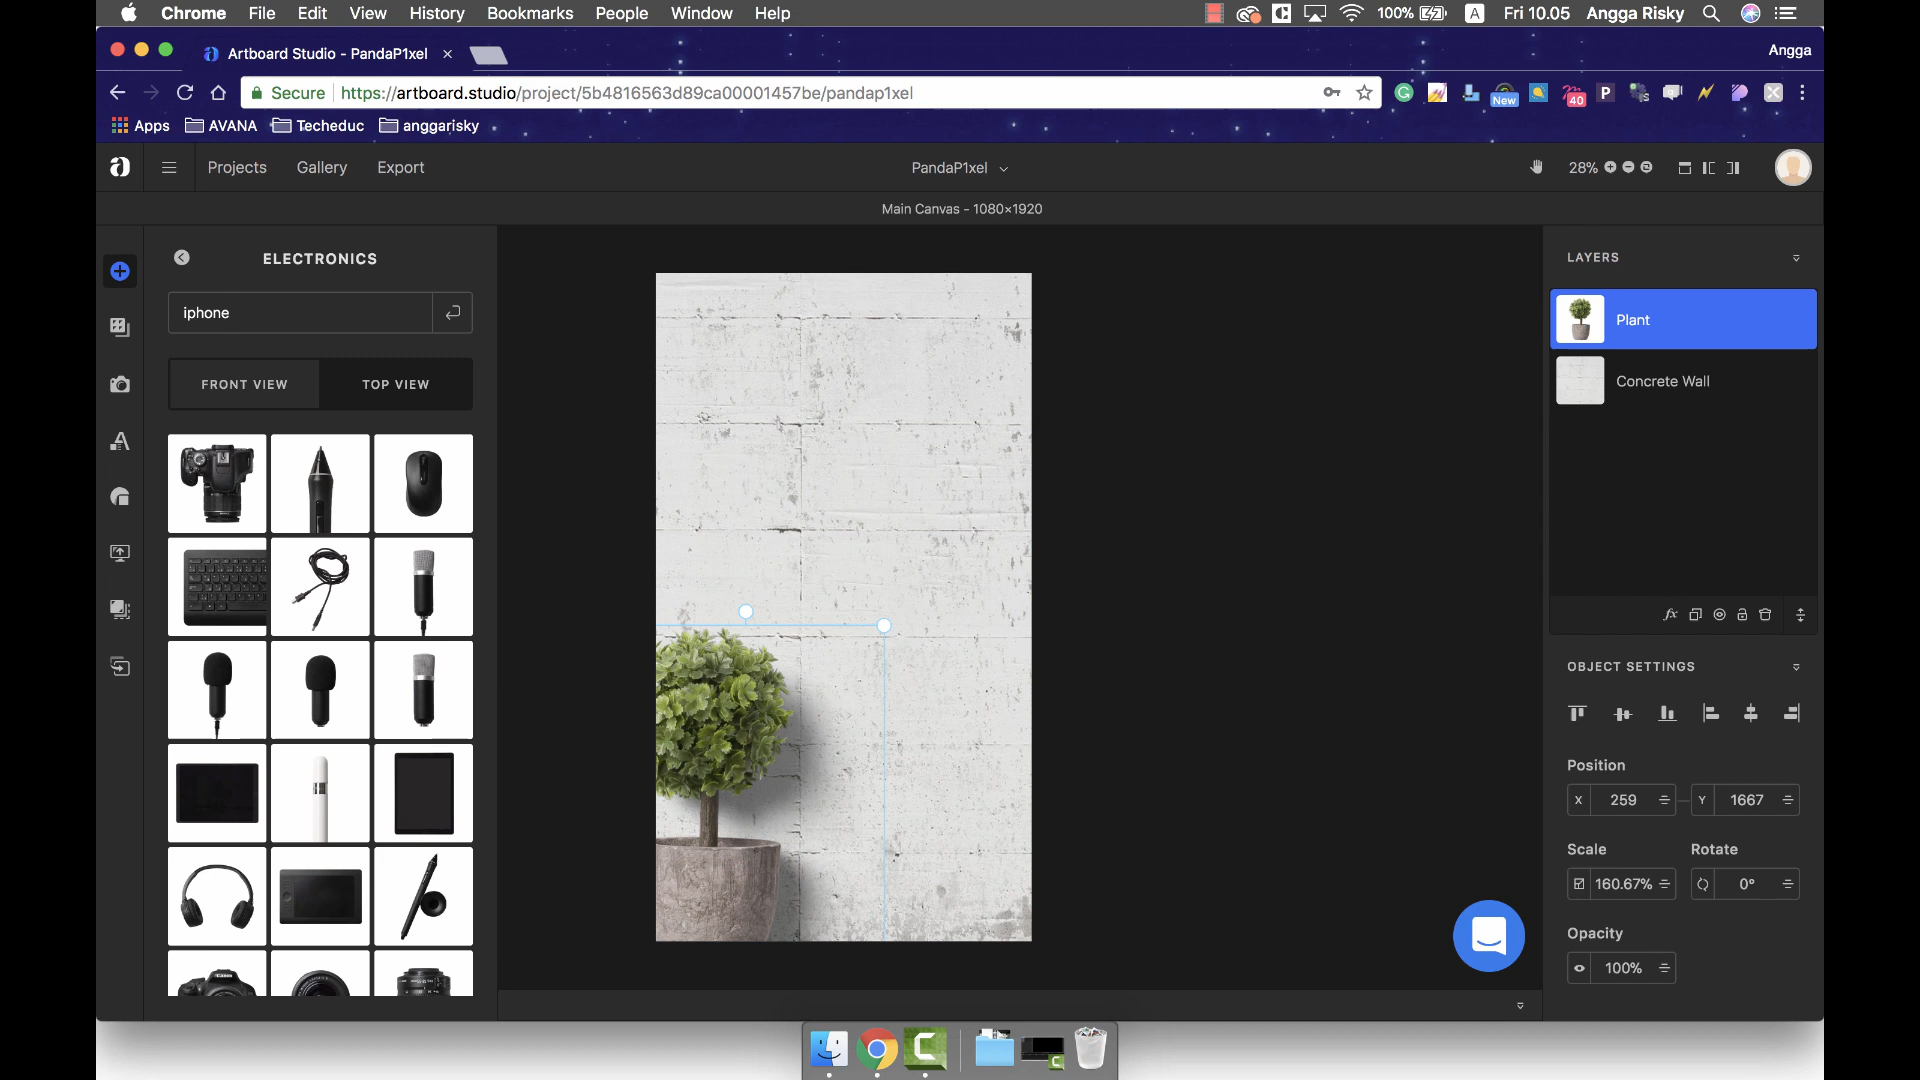 Chrome File Edit View History Bookmarks People Window Help 100% A Fri 10.05 Angga Risky
Artboard Studio - PandaP1xel Angga
Secure https://artboard.studio/project/5b4816563d89ca00001457be/pandap1xel New 40 P
Apps AVANA Techeduc anggarisky
Projects Gallery Export PandaP1xel 28%
Main Canvas - 1080×1920
ELECTRONICS
iphone
FRONT VIEW TOP VIEW
LAYERS
Plant
Concrete Wall
fx
OBJECT SETTINGS
Position
X 259 Y 1667
Scale Rotate
160.67% 0°
Opacity
100%